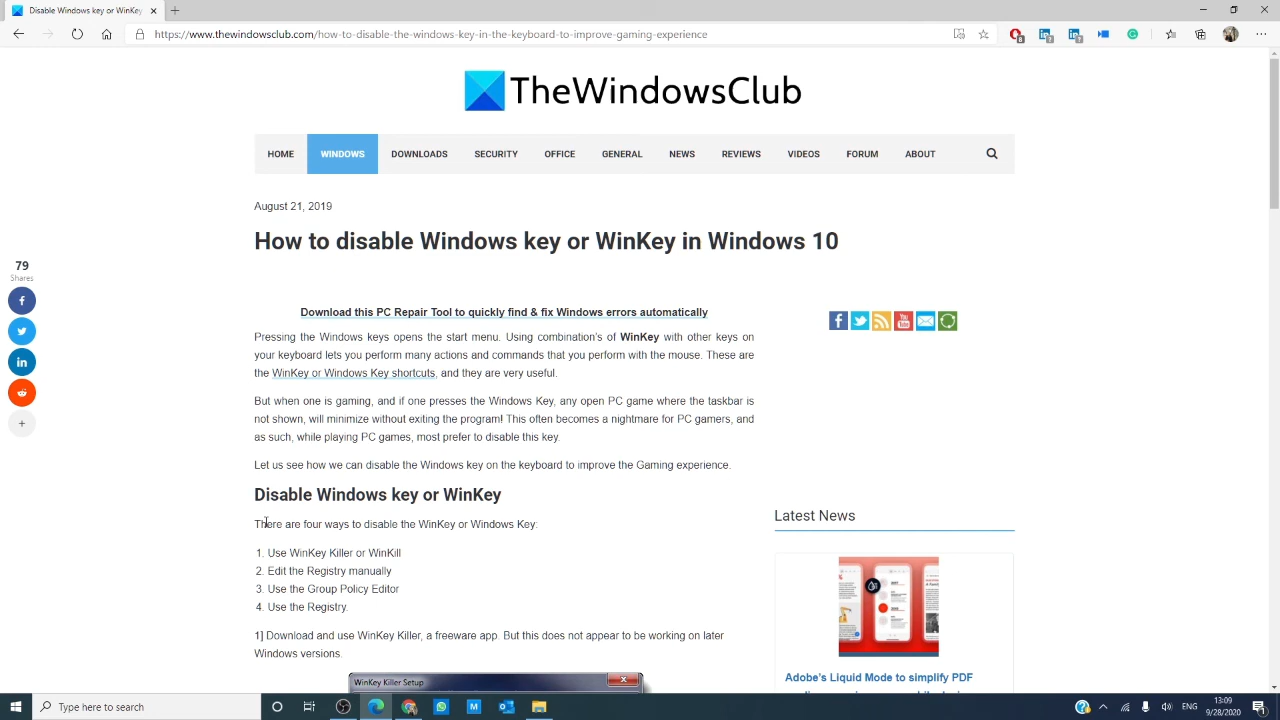 Disable Windows key or WinKey
https://www.thewindowsclub.com/how-to-disable-the-windows-key-in-the-keyboard-to-improve-gaming-experience
TheWindowsClub
HOME WINDOWS DOWNLOADS SECURITY OFFICE GENERAL NEWS REVIEWS VIDEOS FORUM ABOUT
August 21, 2019
How to disable Windows key or WinKey in Windows 10
79
Shares
Download this PC Repair Tool to quickly find & fix Windows errors automatically
Pressing the Windows keys opens the start menu. Using combination's of WinKey with other keys on
your keyboard lets you perform many actions and commands that you perform with the mouse. These are
the WinKey or Windows Key shortcuts, and they are very useful.
But when one is gaming, and if one presses the Windows Key, any open PC game where the taskbar is
not shown, will minimize without exiting the program! This often becomes a nightmare for PC gamers, and
as such, while playing PC games, most prefer to disable this key.
Let us see how we can disable the Windows key on the keyboard to improve the Gaming experience.
Disable Windows key or WinKey
There are four ways to disable the WinKey or Windows Key:
1. Use WinKey Killer or WinKill
2. Edit the Registry manually
3. Use the Group Policy Editor
4. Use the Registry.
1] Download and use WinKey Killer, a freeware app. But this does not appear to be working on later
Windows versions.
WinKey Killer Setup
Latest News
Adobe's Liquid Mode to simplify PDF
Type here to search
ENG
13:09
9/28/2020